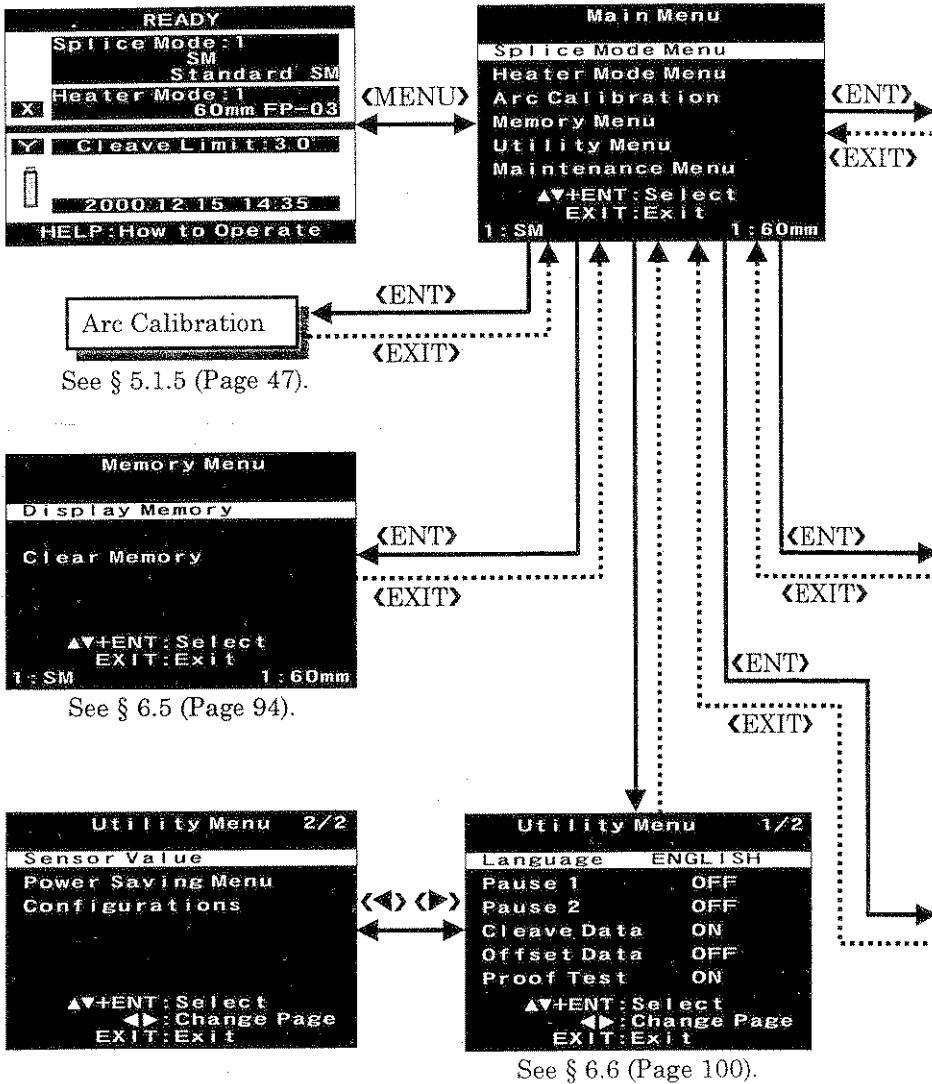 READY
Splice Mode:1
SM
Standard SM
Heater Mode:1
X 60mm FP-03
Y Cleave Limit:3.0
2000.12.15 14:35
HELP:How to Operate
《MENU》
Main Menu
Splice Mode Menu
Heater Mode Menu
Arc Calibration
Memory Menu
Utility Menu
Maintenance Menu
▲▼+ENT:Select
EXIT:Exit
1:SM 1:60mm
《ENT》
《EXIT》
Arc Calibration
《ENT》
《EXIT》
See § 5.1.5 (Page 47).
Memory Menu
Display Memory
Clear Memory
▲▼+ENT:Select
EXIT:Exit
1:SM 1:60mm
《ENT》
《EXIT》
See § 6.5 (Page 94).
《ENT》
《EXIT》
《ENT》
《EXIT》
Utility Menu 2/2
Sensor Value
Power Saving Menu
Configurations
▲▼+ENT:Select
◀▶:Change Page
EXIT:Exit
《◀》《▶》
Utility Menu 1/2
Language ENGLISH
Pause 1 OFF
Pause 2 OFF
Cleave Data ON
Offset Data OFF
Proof Test ON
▲▼+ENT:Select
◀▶:Change Page
EXIT:Exit
See § 6.6 (Page 100).